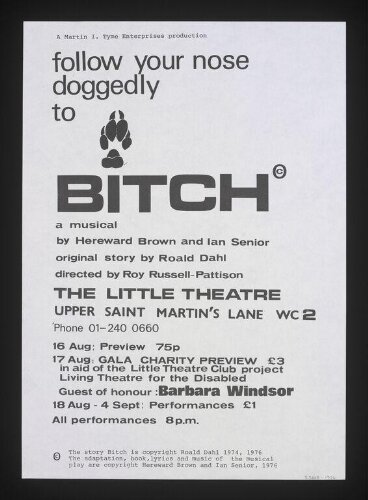 A Martin I. Tyme Enterprises production
follow your nose
doggedly
to
BITCH ©
a musical
by Hereward Brown and Ian Senior
original story by Roald Dahl
directed by Roy Russell-Pattison
THE LITTLE THEATRE
UPPER SAINT MARTIN'S LANE WC2
'Phone 01-240 0660
16 Aug: Preview 75p
17 Aug: GALA CHARITY PREVIEW £3
in aid of the Little Theatre Club project
Living Theatre for the Disabled
Guest of honour: Barbara Windsor
18 Aug - 4 Sept: Performances £1
All performances 8p.m.
© The story Bitch is copyright Roald Dahl 1974, 1976
The adaptation, book, lyrics and music of the musical
play are copyright Hereward Brown and Ian Senior, 1976